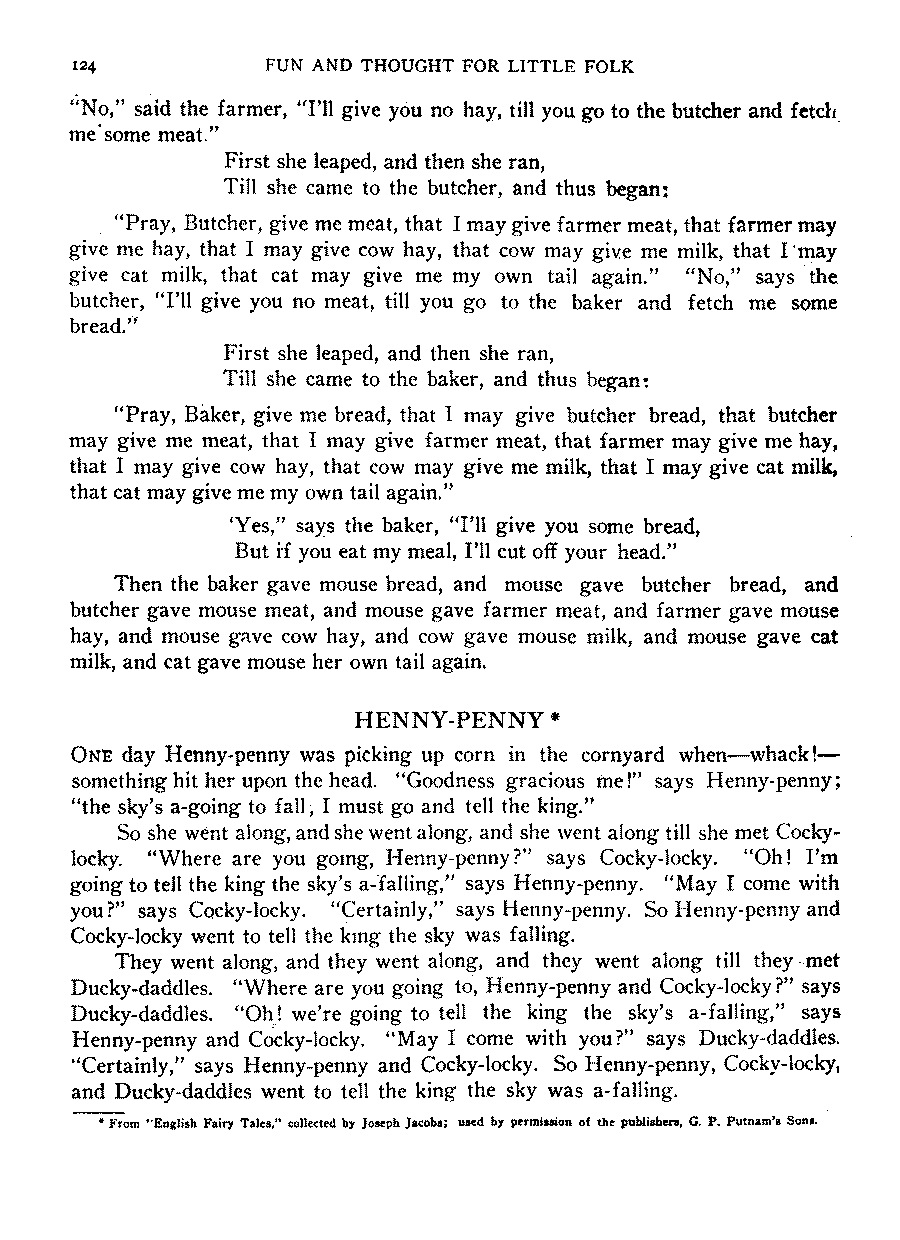 124 FUN AND THOUGHT FOR LITTLE FOLK
"No," said the farmer, "I'll give you no hay, till you go to the butcher and fetch
me some meat."
First she leaped, and then she ran,
Till she came to the butcher, and thus began:
"Pray, Butcher, give me meat, that I may give farmer meat, that farmer may
give me hay, that I may give cow hay, that cow may give me milk, that I may
give cat milk, that cat may give me my own tail again." "No," says the
butcher, "I'll give you no meat, till you go to the baker and fetch me some
bread."
First she leaped, and then she ran,
Till she came to the baker, and thus began:
"Pray, Baker, give me bread, that I may give butcher bread, that butcher
may give me meat, that I may give farmer meat, that farmer may give me hay,
that I may give cow hay, that cow may give me milk, that I may give cat milk,
that cat may give me my own tail again."
'Yes," says the baker, "I'll give you some bread,
But if you eat my meal, I'll cut off your head."
Then the baker gave mouse bread, and mouse gave butcher bread, and
butcher gave mouse meat, and mouse gave farmer meat, and farmer gave mouse
hay, and mouse gave cow hay, and cow gave mouse milk, and mouse gave cat
milk, and cat gave mouse her own tail again.
HENNY-PENNY *
ONE day Henny-penny was picking up corn in the cornyard when—whack!—
something hit her upon the head. "Goodness gracious me!" says Henny-penny;
"the sky's a-going to fall; I must go and tell the king."
So she went along, and she went along, and she went along till she met Cocky-
locky. "Where are you going, Henny-penny?" says Cocky-locky. "Oh! I'm
going to tell the king the sky's a-falling," says Henny-penny. "May I come with
you?" says Cocky-locky. "Certainly," says Henny-penny. So Henny-penny and
Cocky-locky went to tell the king the sky was falling.
They went along, and they went along, and they went along till they met
Ducky-daddles. "Where are you going to, Henny-penny and Cocky-locky?" says
Ducky-daddles. "Oh! we're going to tell the king the sky's a-falling," says
Henny-penny and Cocky-locky. "May I come with you?" says Ducky-daddles.
"Certainly," says Henny-penny and Cocky-locky. So Henny-penny, Cocky-locky,
and Ducky-daddles went to tell the king the sky was a-falling.
* From "English Fairy Tales," collected by Joseph Jacobs; used by permission of the publishers, G. P. Putnam's Sons.